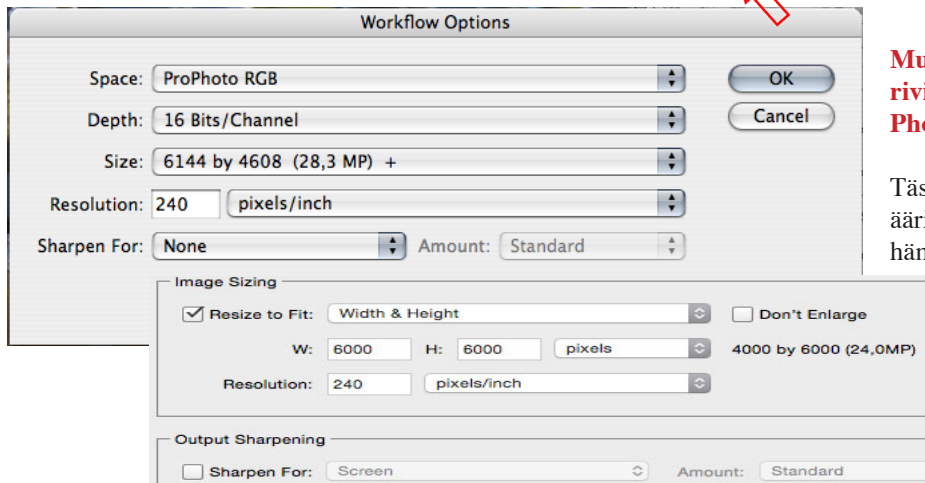 Workflow Options
Space: ProPhoto RGB OK
Depth: 16 Bits/Channel Cancel
Size: 6144 by 4608 (28,3 MP) +
Resolution: 240 pixels/inch
Sharpen For: None Amount: Standard
Image Sizing
Resize to Fit: Width & Height Don't Enlarge
W: 6000 H: 6000 pixels 4000 by 6000 (24,0MP)
Resolution: 240 pixels/inch
Output Sharpening
Sharpen For: Screen Amount: Standard